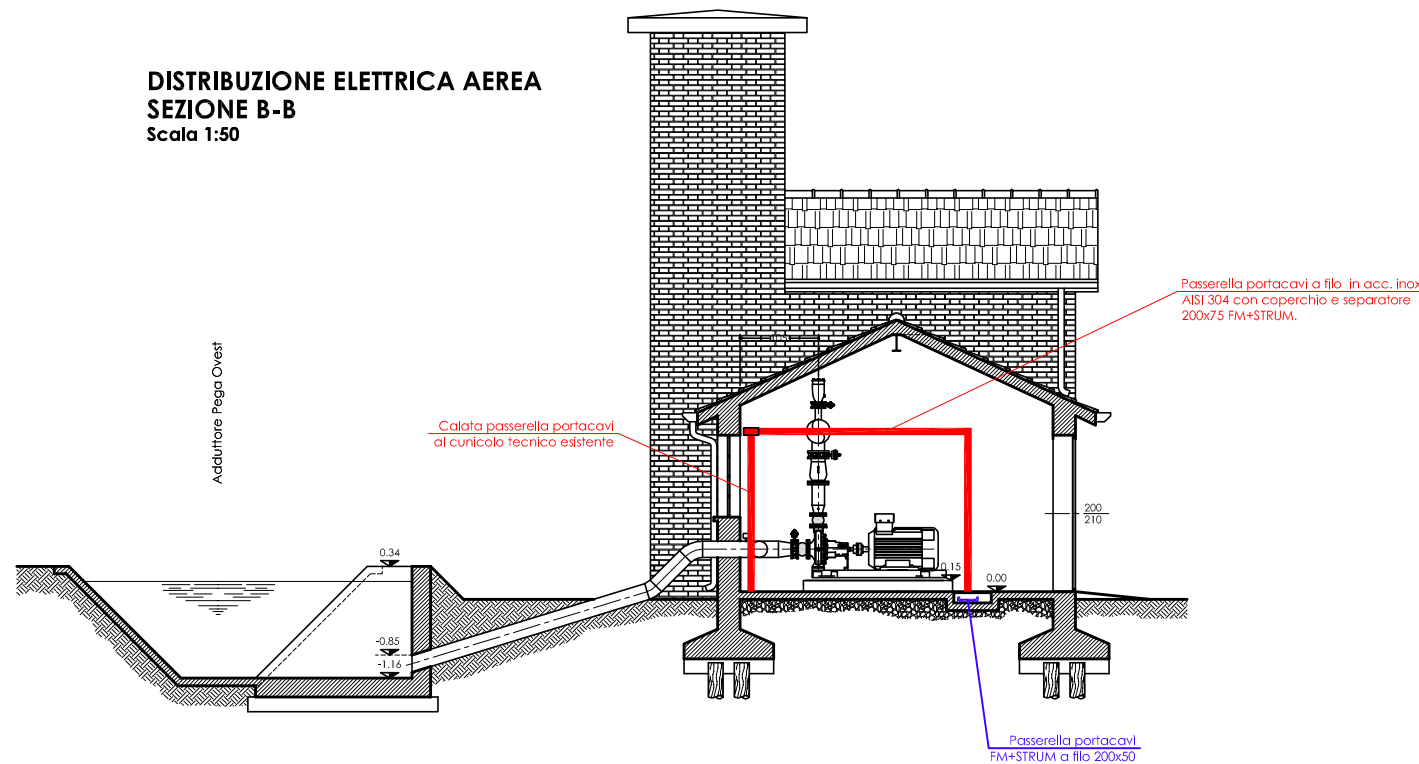 DISTRIBUZIONE ELETTRICA AEREA
SEZIONE B-B
Scala 1:50
Passerella portacavi a filo in acc. inox
AISI 304 con coperchio e separatore
200x75 FM+STRUM.
Adduttore Pega Ovest
Calata passerella portacavi
al cunicolo tecnico esistente
200
210
0.34
0.15
0.00
-0.85
-1.16
Passerella portacavi
FM+STRUM a filo 200x50